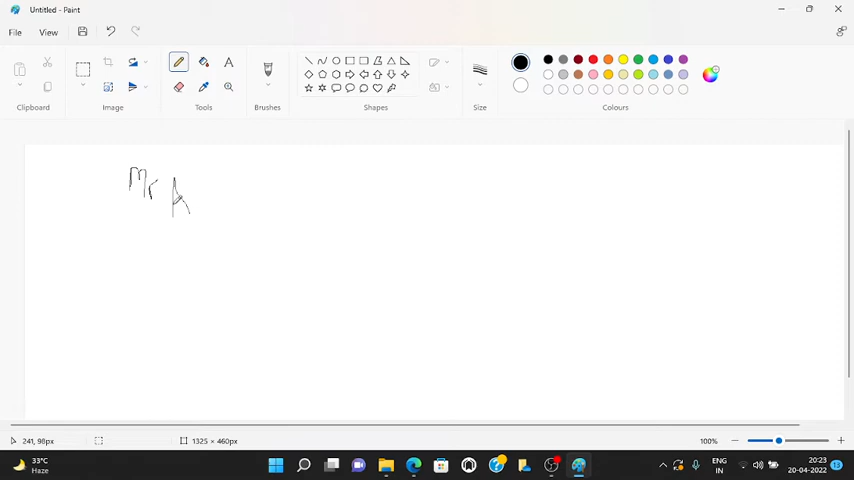 Untitled - Paint
File View
Clipboard Image Tools Brushes Shapes Size Colours
Mr A
241, 98px 1325 × 460px 100%
33°C ENG 20:23
Haze IN 20-04-2022 13